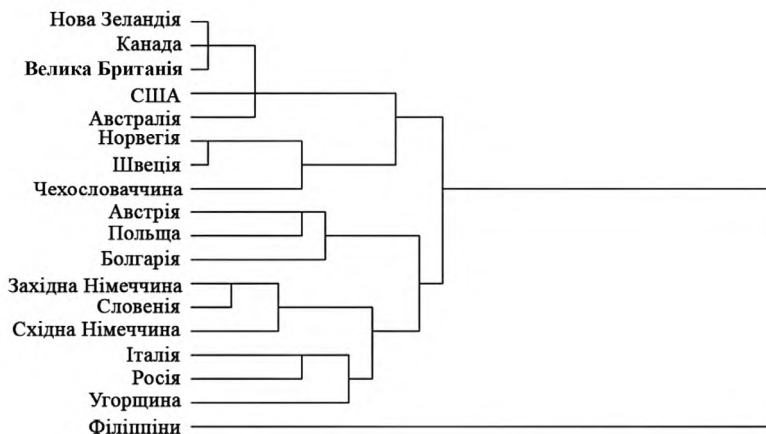 Нова Зеландія
Канада
Велика Британія
США
Австралія
Норвегія
Швеція
Чехословаччина
Австрія
Польща
Болгарія
Західна Німеччина
Словенія
Східна Німеччина
Італія
Росія
Угорщина
Філіппіни